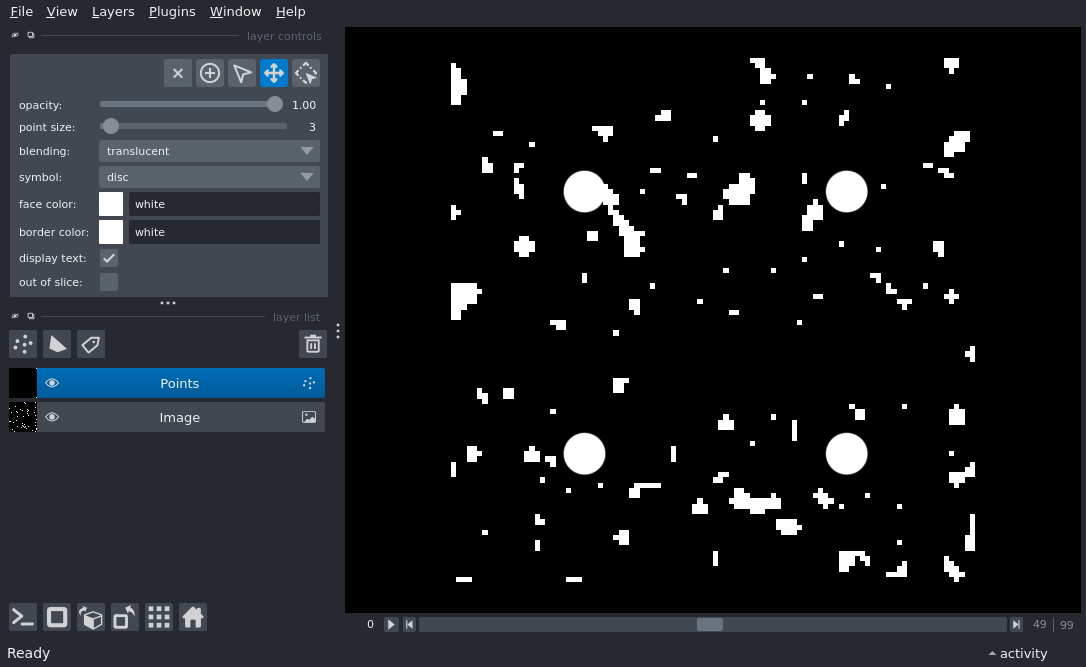 File View Layers Plugins Window Help
layer controls
opacity: 1.00
point size: 3
blending: translucent
symbol: disc
face color: white
border color: white
display text:
out of slice:
layer list
Points
Image
0 49 | 99
Ready activity